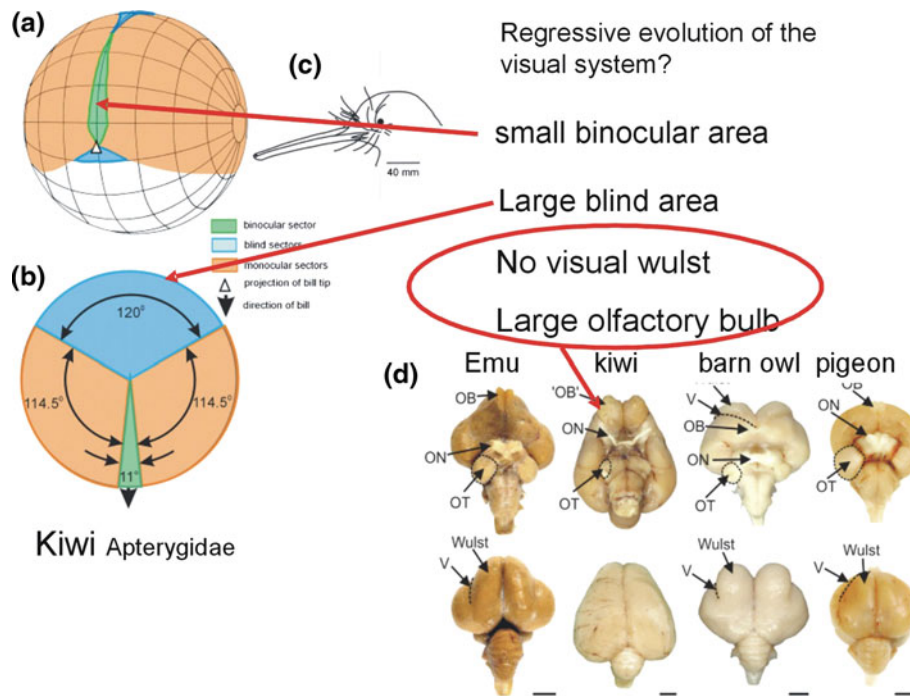 (a)
(c)
Regressive evolution of the
visual system?
small binocular area
40 mm
Large blind area
binocular sector
blind sectors
monocular sectors
projection of bill tip
direction of bill
(b)
120°
114.5°
114.5°
11°
Kiwi Apterygidae
No visual wulst
Large olfactory bulb
(d)
Emu
kiwi
barn owl
pigeon
OB
ON
OT
'OB'
ON
OT
Wulst
V
OB
ON
OT
OB
ON
OT
Wulst
V
Wulst
V
Wulst
V